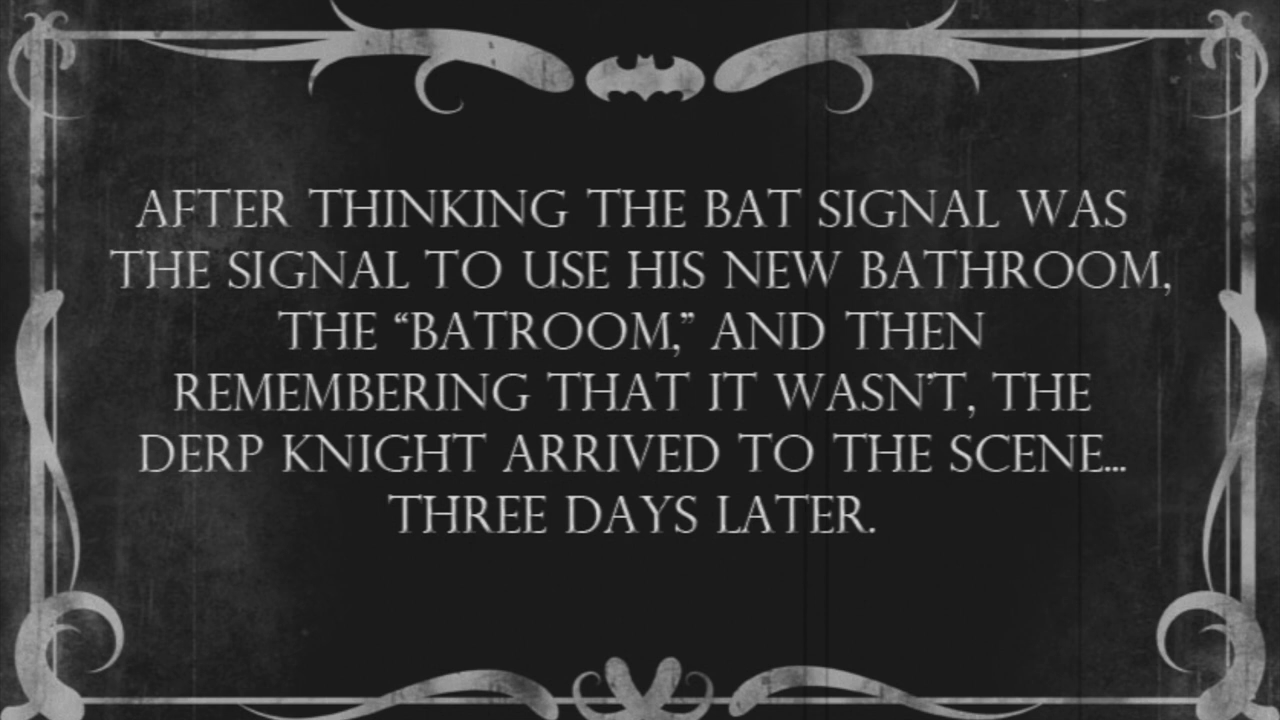 AFTER THINKING THE BAT SIGNAL WAS
THE SIGNAL TO USE HIS NEW BATHROOM,
THE “BATROOM,” AND THEN
REMEMBERING THAT IT WASN’T, THE
DERP KNIGHT ARRIVED TO THE SCENE...
THREE DAYS LATER.